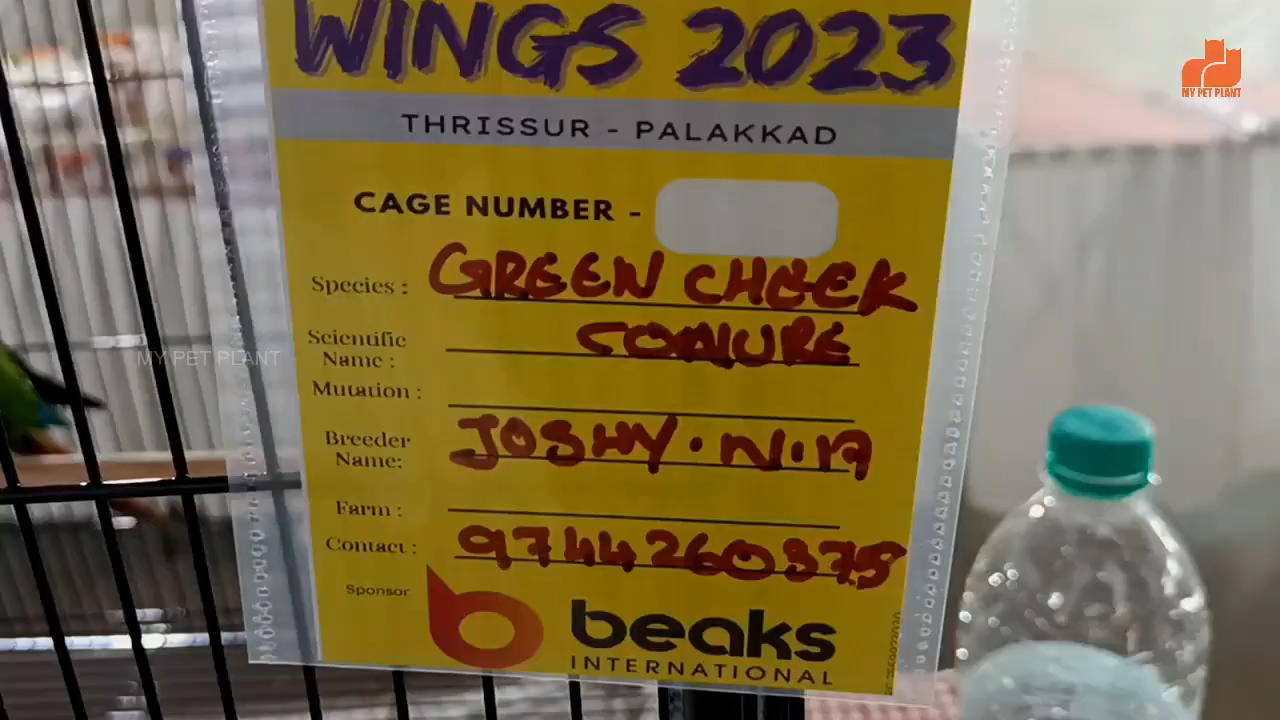 WINGS 2023
MY PET PLANT
THRISSUR - PALAKKAD
CAGE NUMBER -
Species : GREEN CHEEK
Scientific Name : CONURE
MY PET PLANT
Mutation :
Breeder Name: JOSHY. N.A
Farm :
Contact : 9744260375
Sponsor
b beaks
INTERNATIONAL